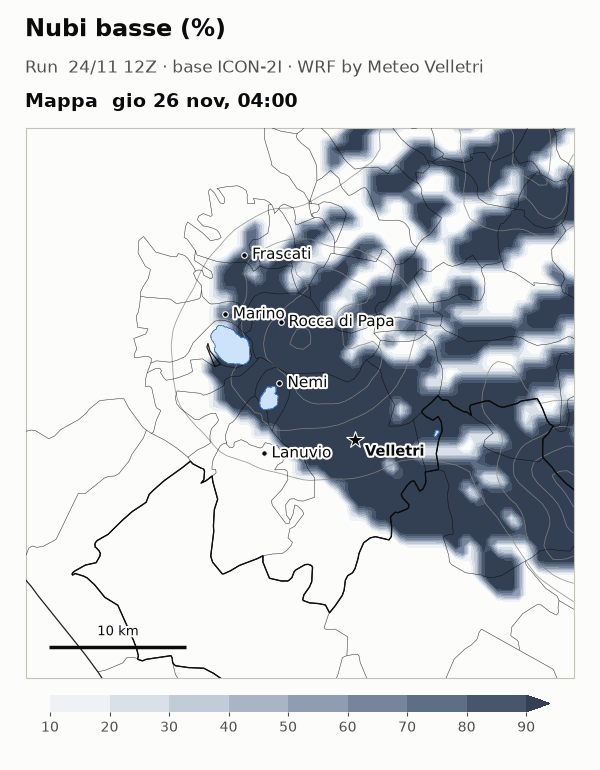 Nubi basse (%)
Run  24/11 12Z · base ICON-2I · WRF by Meteo Velletri
Mappa  gio 26 nov, 04:00
Frascati
Marino
Rocca di Papa
Nemi
Velletri
Lanuvio
10 km
10 20 30 40 50 60 70 80 90